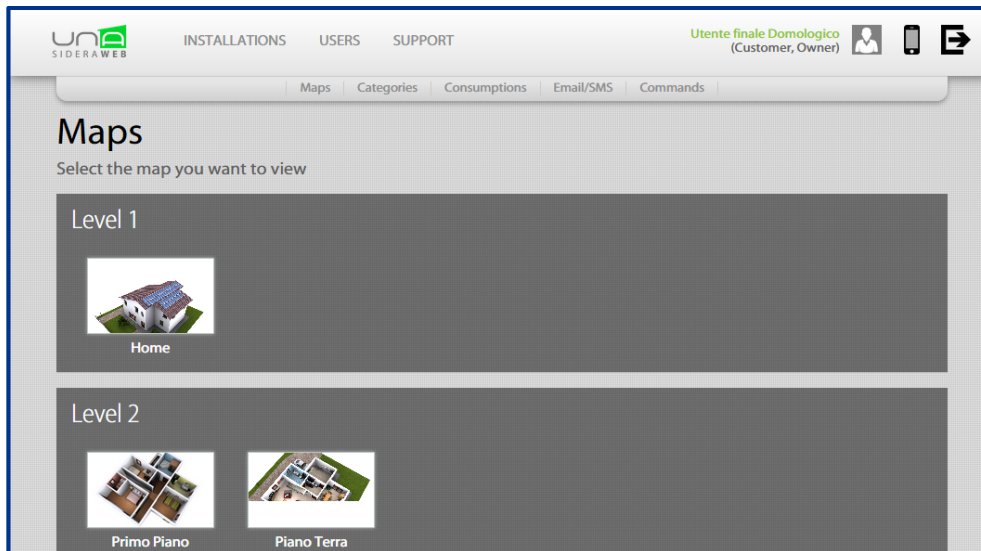 una
SIDERAWEB
INSTALLATIONS USERS SUPPORT
Utente finale Domologico
(Customer, Owner)
Maps Categories Consumptions Email/SMS Commands
Maps
Select the map you want to view
Level 1
Home
Level 2
Primo Piano Piano Terra